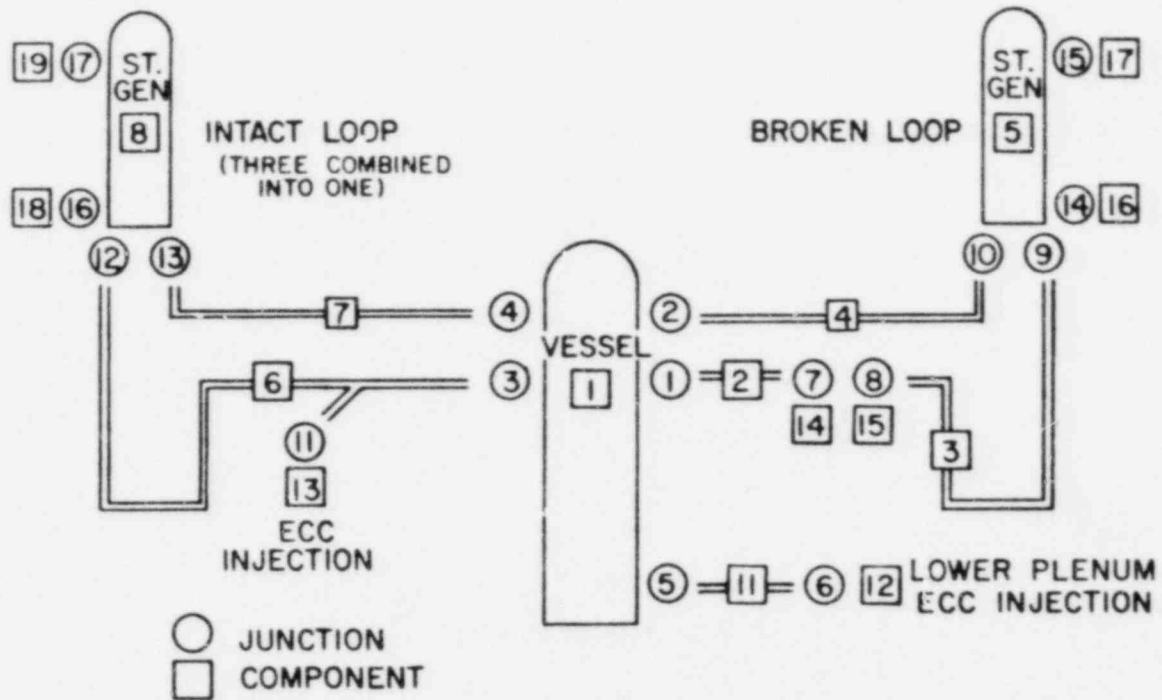 19 17 ST. GEN 8
INTACT LOOP
(THREE COMBINED
INTO ONE)
18 16
12 13
BROKEN LOOP
ST. GEN 5
15 17
14 16
10 9
7 4
VESSEL
1
2 4
6 3
1 2 7 8
14 15
3
11
13
ECC
INJECTION
5 11 6 12 LOWER PLENUM
ECC INJECTION
JUNCTION
COMPONENT